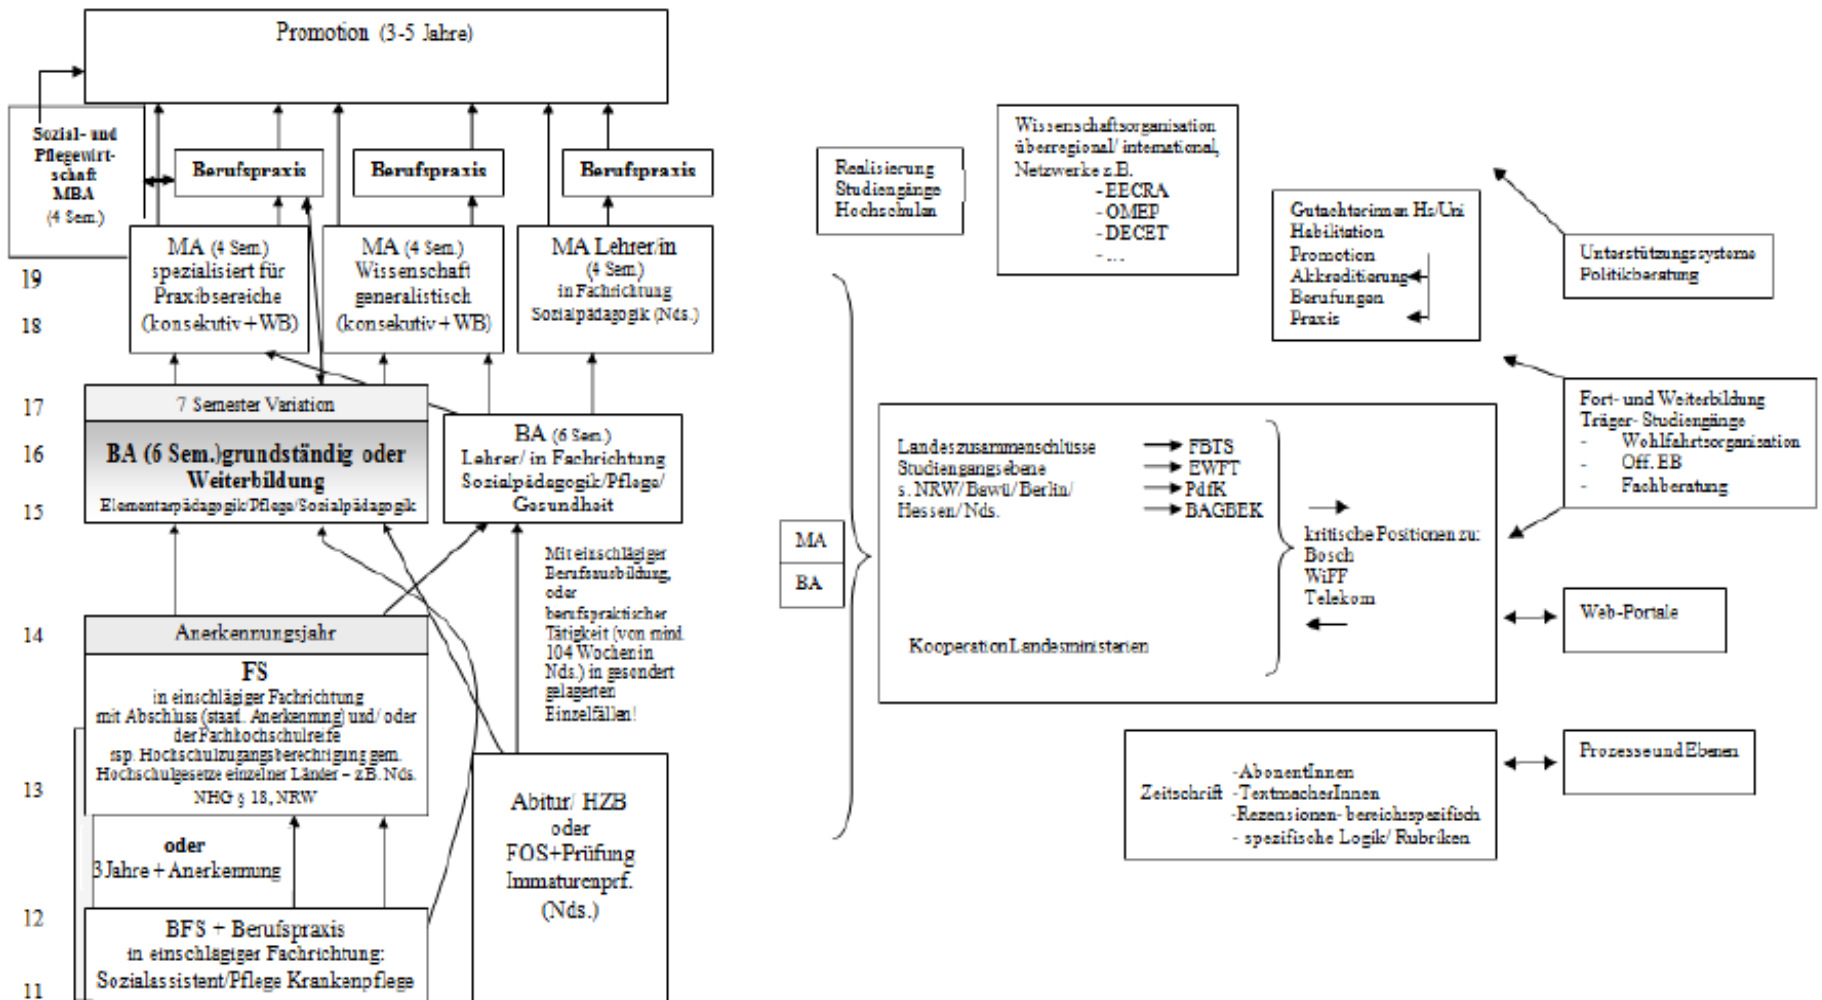 Promotion (3-5 Jahre)
Sozial- und
Pflegewirt-
schaft
MBA
(4 Sem.)
Berufspraxis
Berufspraxis
Berufspraxis
MA (4 Sem.)
spezialisiert für
Praxibsereiche
(konsekutiv+WB)
MA (4 Sem.)
Wissenschaft
generalistisch
(konsekutiv+WB)
MA Lehrer/in
(4 Sem.)
in Fachrichtung
Sozialpädagogik (Nds.)
19
18
17
16
15
14
13
12
11
7 Semester Variation
BA (6 Sem.)grundständig oder
Weiterbildung
Elementarpädagogik/Pflege/Sozialpädagogik
BA (6 Sem.)
Lehrer/ in Fachrichtung
Sozialpädagogik/Pflege/
Gesundheit
Mit einschlägiger
Berufsausbildung,
oder
berufspraktischer
Tätigkeit (von mind.
104 Wochen in
Nds.) in gesondert
gelagerten
Einzelfällen!
Anerkennungsjahr
FS
in einschlägiger Fachrichtung
mit Abschluss (staatl. Anerkennung) und/ oder
der Fachhochschulreife
ssp. Hochschulzugangsberechtigung gem.
Hochschulgesetze einzelner Länder – z.B. Nds.
NHG § 18, NRW
oder
3 Jahre + Anerkennung
BFS + Berufspraxis
in einschlägiger Fachrichtung:
Sozialassistent/Pflege Krankenpflege
Abitur/ HZB
oder
FOS+Prüfung
Immaturenprf.
(Nds.)
Realisierung
Studiengänge
Hochschulan
Wissenschaftsorganisation
überregional/ international,
Netzwerke z.B.
- EECRA
- OMEP
- DECET
- ...
Gutachterinnen Hs/Uni
Habilitation
Promotion
Akkreditierung
Berufungen
Praxis
Unterstützungssysteme
Politikberatung
MA
BA
Landeszusammenschlüsse
Studiengangsebene
s. NRW/Bawü/Berlin/
Hessen/Nds.
FBTS
EWFT
PdfK
BAGBEK
kritische Positionen zu:
Bosch
WiFF
Telekom
Kooperation Landesministerien
Fort- und Weiterbildung
Träger- Studiengänge
- Wohlfahrtsorganisation
- Off. EB
- Fachberatung
Web-Portale
Prozesse und Ebenen
Zeitschrift
-AbonentInnen
-TextmacherInnen
-Rezensionen- bereichsspezifisch
- spezifische Logik/ Rubriken